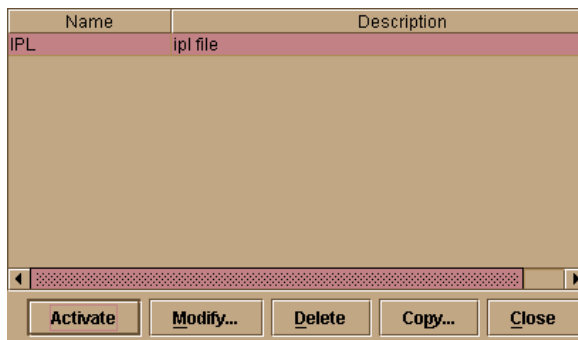 Name Description
IPL ipl file
Activate Modify... Delete Copy... Close